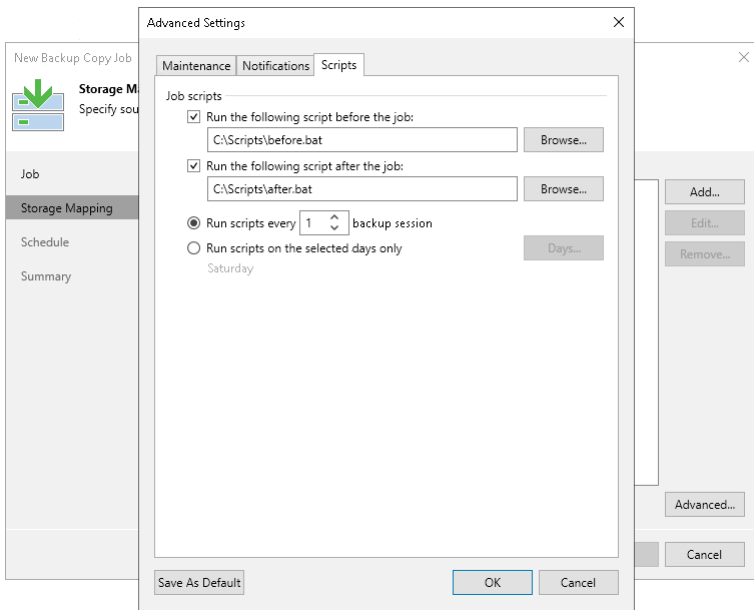 Advanced Settings
New Backup Copy Job
Storage M
Specify sou
Job
Storage Mapping
Schedule
Summary
Maintenance Notifications Scripts
Job scripts
Run the following script before the job:
C:\Scripts\before.bat Browse...
Run the following script after the job:
C:\Scripts\after.bat Browse...
Run scripts every 1 backup session
Run scripts on the selected days only Days...
Saturday
Save As Default OK Cancel
Add...
Edit...
Remove...
Advanced...
Cancel